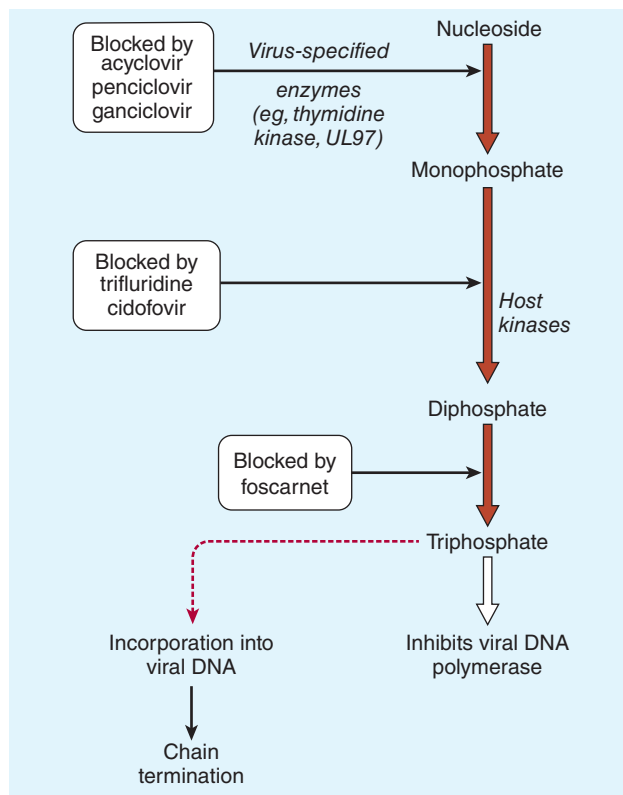 Blocked by
acyclovir
penciclovir
ganciclovir
Virus-specified
enzymes
(eg, thymidine
kinase, UL97)
Nucleoside
Monophosphate
Blocked by
trifluridine
cidofovir
Host
kinases
Diphosphate
Blocked by
foscarnet
Triphosphate
Incorporation into
viral DNA
Inhibits viral DNA
polymerase
Chain
termination